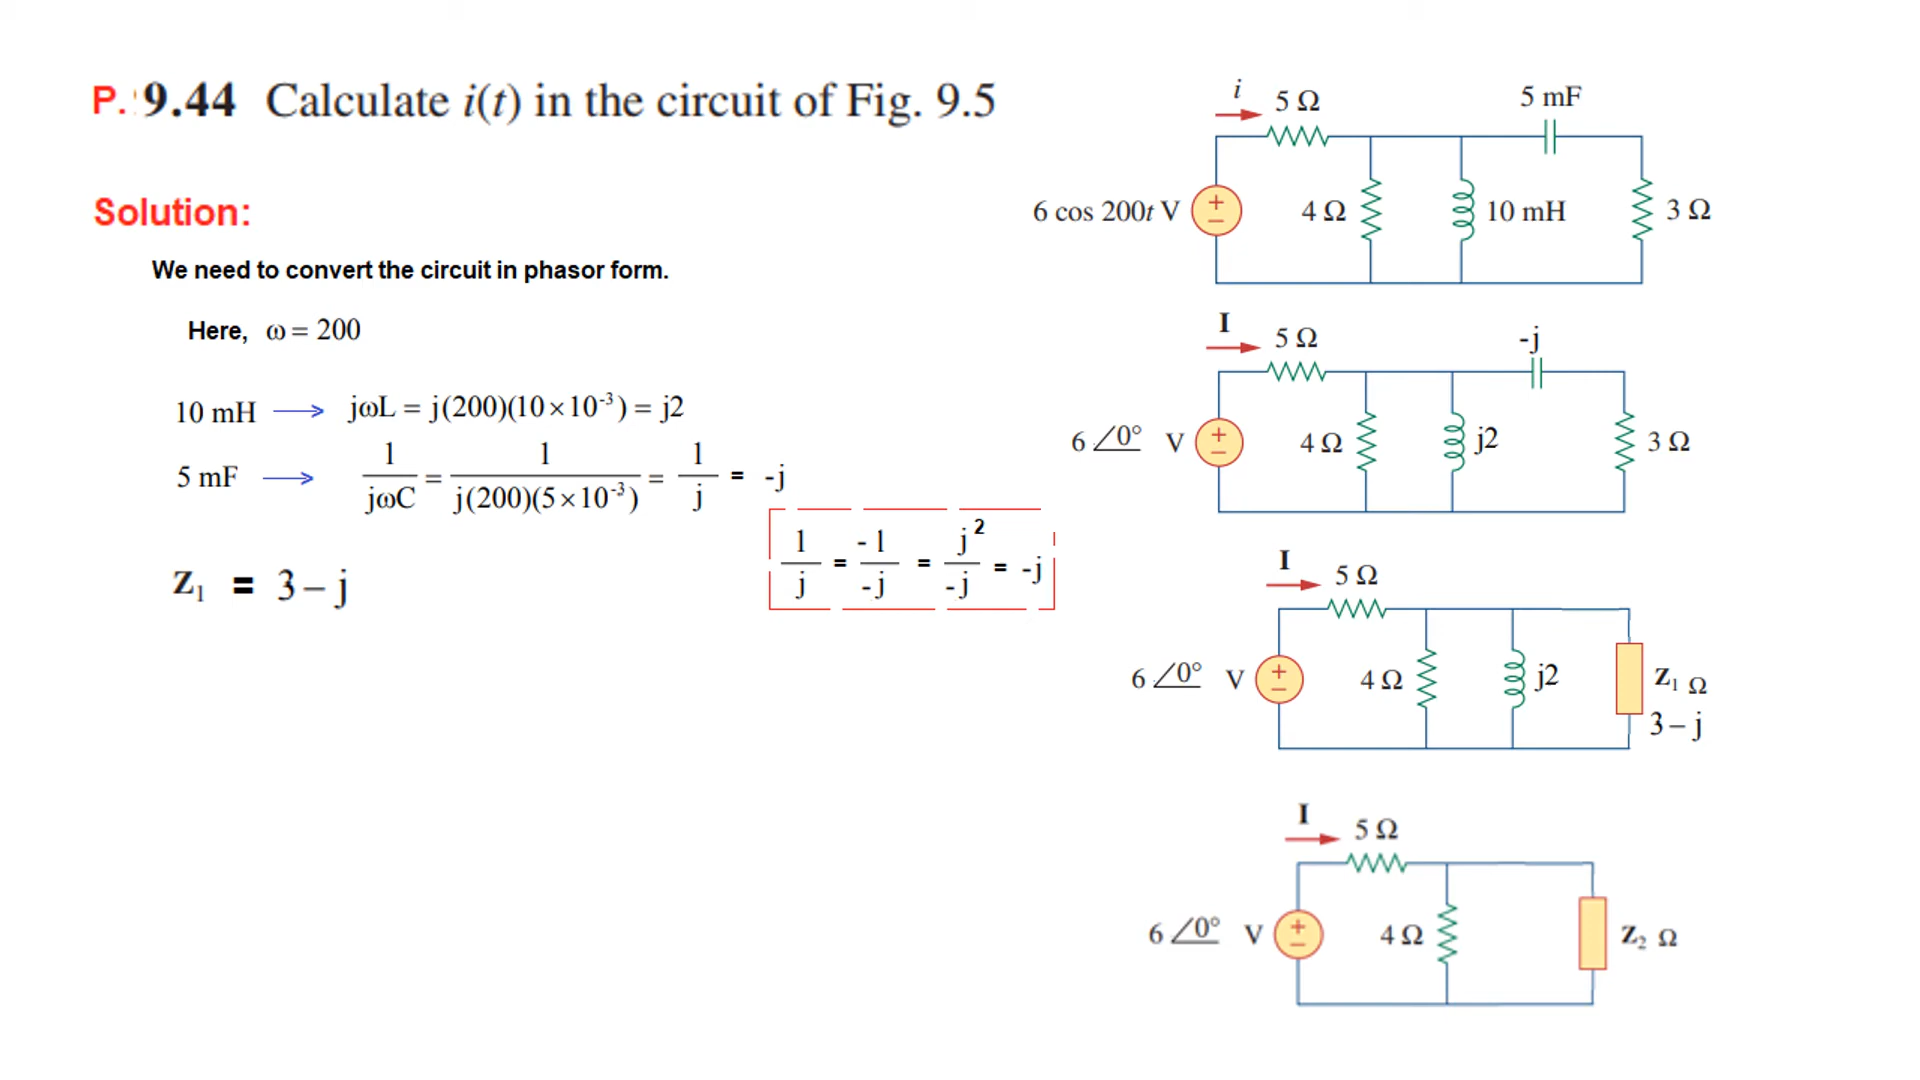 P. 9.44 Calculate i(t) in the circuit of Fig. 9.5
Solution:
We need to convert the circuit in phasor form.
Here, ω = 200
10 mH ⟶ jωL = j(200)(10×10⁻³) = j2
5 mF ⟶ 1/jωC = 1/j(200)(5×10⁻³) = 1/j = -j
1/j = -1/-j = j²/-j = -j
Z₁ = 3 – j
i
5 Ω
5 mF
6 cos 200t V
+
−
4 Ω
10 mH
3 Ω
I
5 Ω
-j
6 ∠0° V
+
−
4 Ω
j2
3 Ω
I
5 Ω
6 ∠0° V
+
−
4 Ω
j2
Z₁ Ω
3 – j
I
5 Ω
6 ∠0° V
+
−
4 Ω
Z₂ Ω